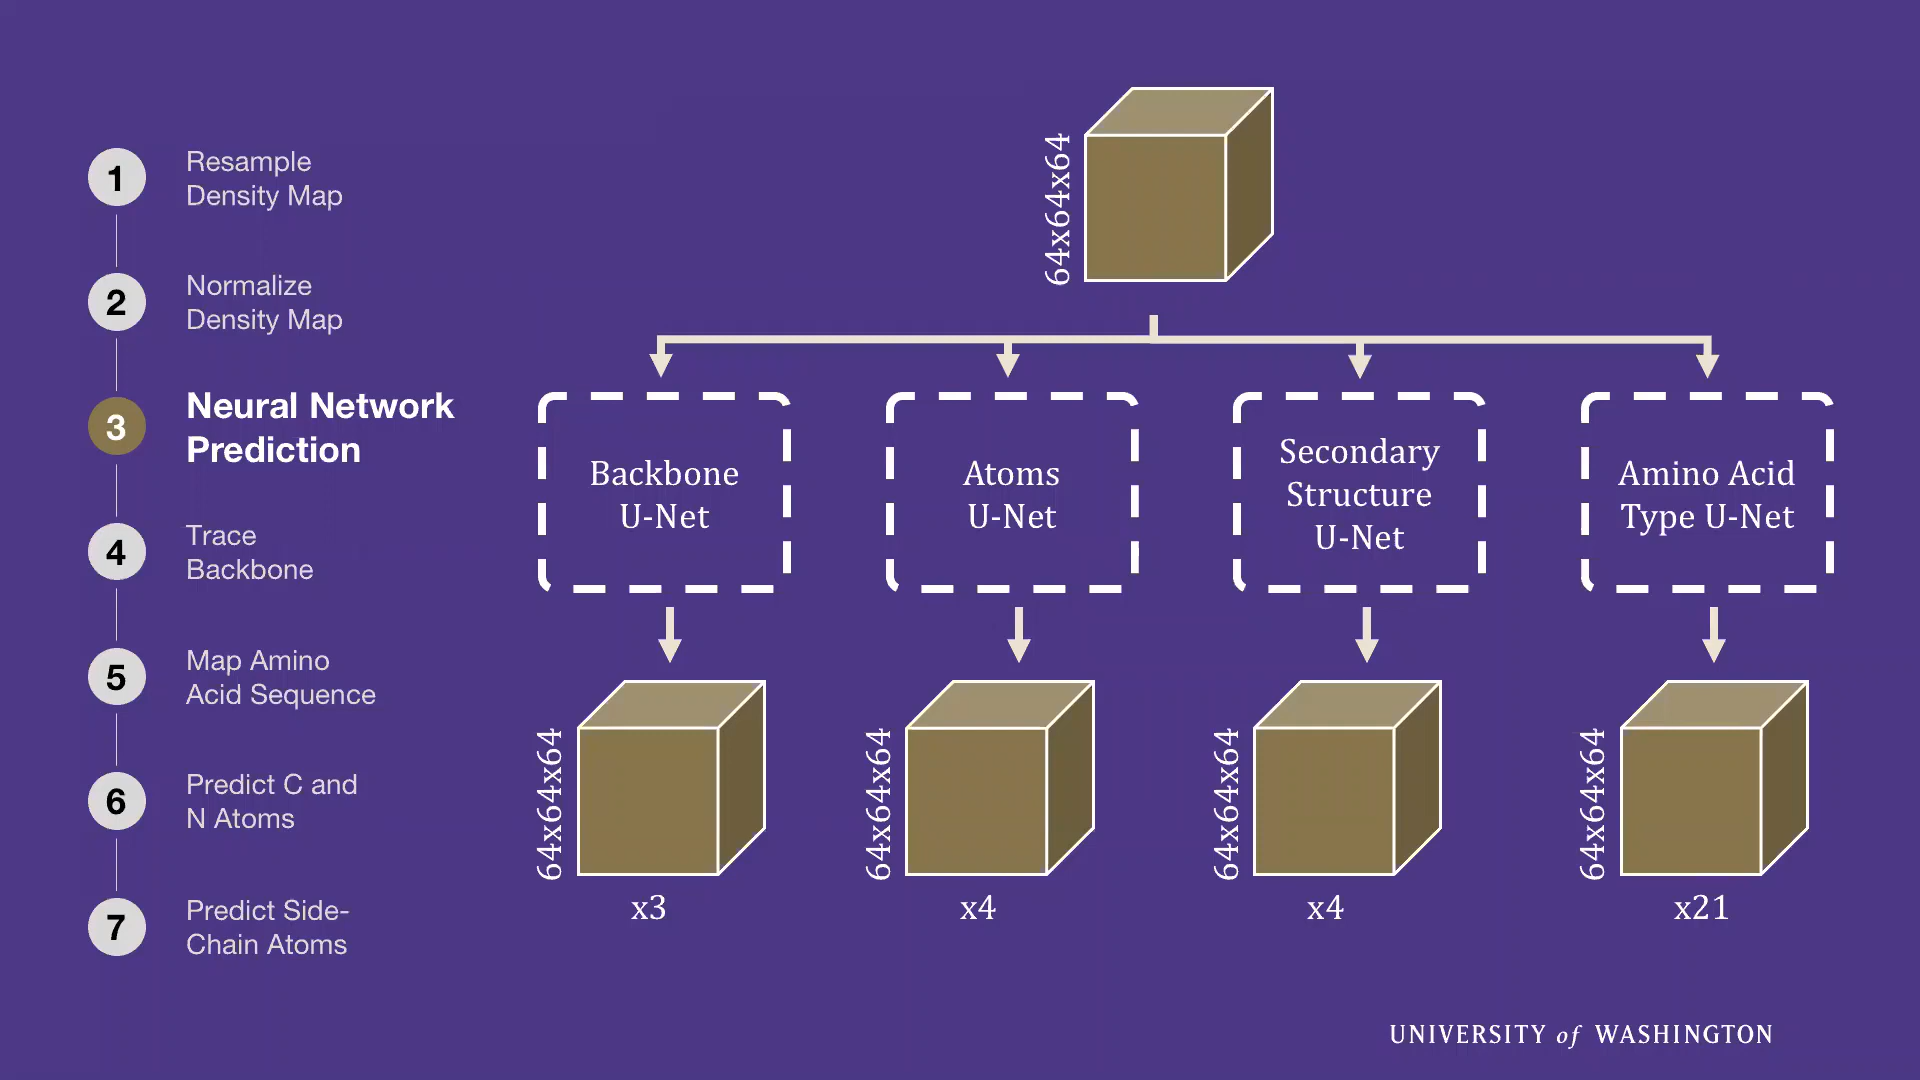 1
Resample
Density Map
2
Normalize
Density Map
3
Neural Network
Prediction
4
Trace
Backbone
5
Map Amino
Acid Sequence
6
Predict C and
N Atoms
7
Predict Side-
Chain Atoms
64x64x64
Backbone
U-Net
Atoms
U-Net
Secondary
Structure
U-Net
Amino Acid
Type U-Net
64x64x64
x3
64x64x64
x4
64x64x64
x4
64x64x64
x21
UNIVERSITY of WASHINGTON